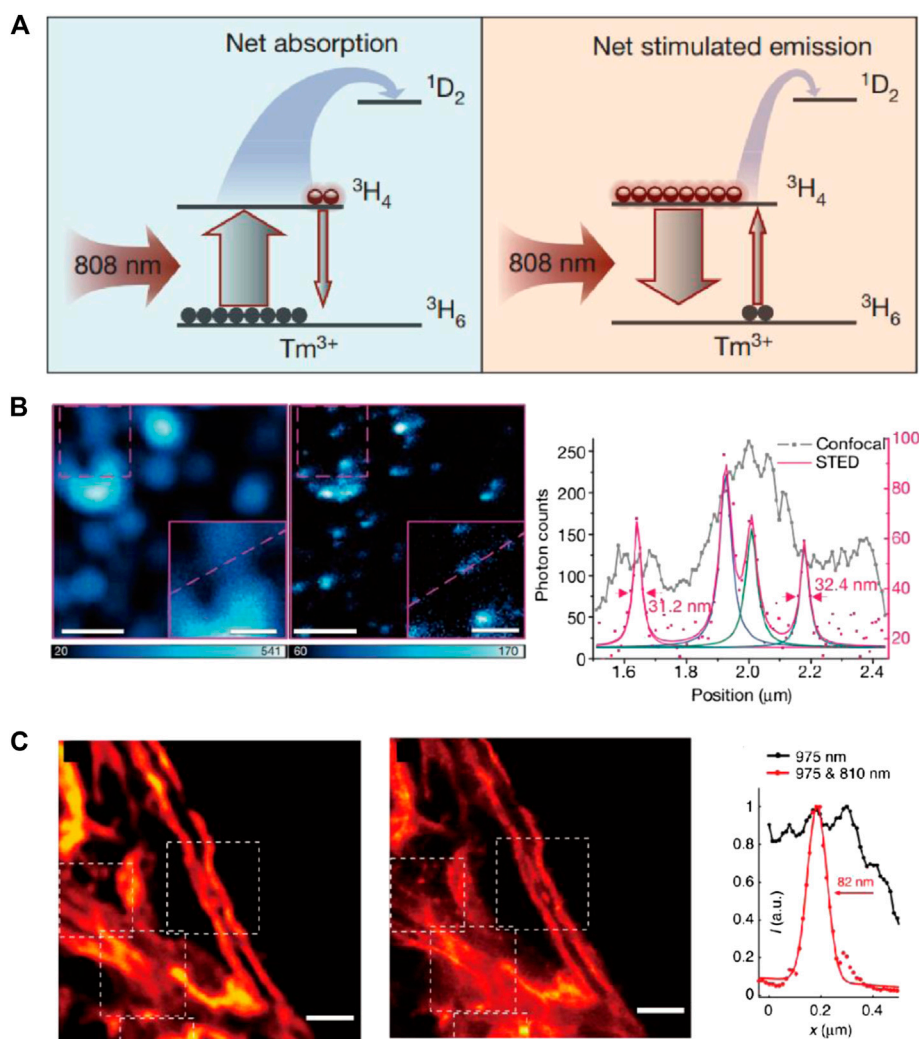 A
Net absorption
¹D₂
³H₄
808 nm
³H₆
Tm³⁺
Net stimulated emission
¹D₂
³H₄
808 nm
³H₆
Tm³⁺
B
20 541
60 170
Photon counts
250
200
150
100
50
0
Confocal
STED
31.2 nm
32.4 nm
100
80
60
40
20
1.6 1.8 2.0 2.2 2.4
Position (μm)
C
975 nm
975 & 810 nm
I (a.u.)
1
0.8
0.6
0.4
0.2
0
82 nm
0 0.2 0.4
x (μm)